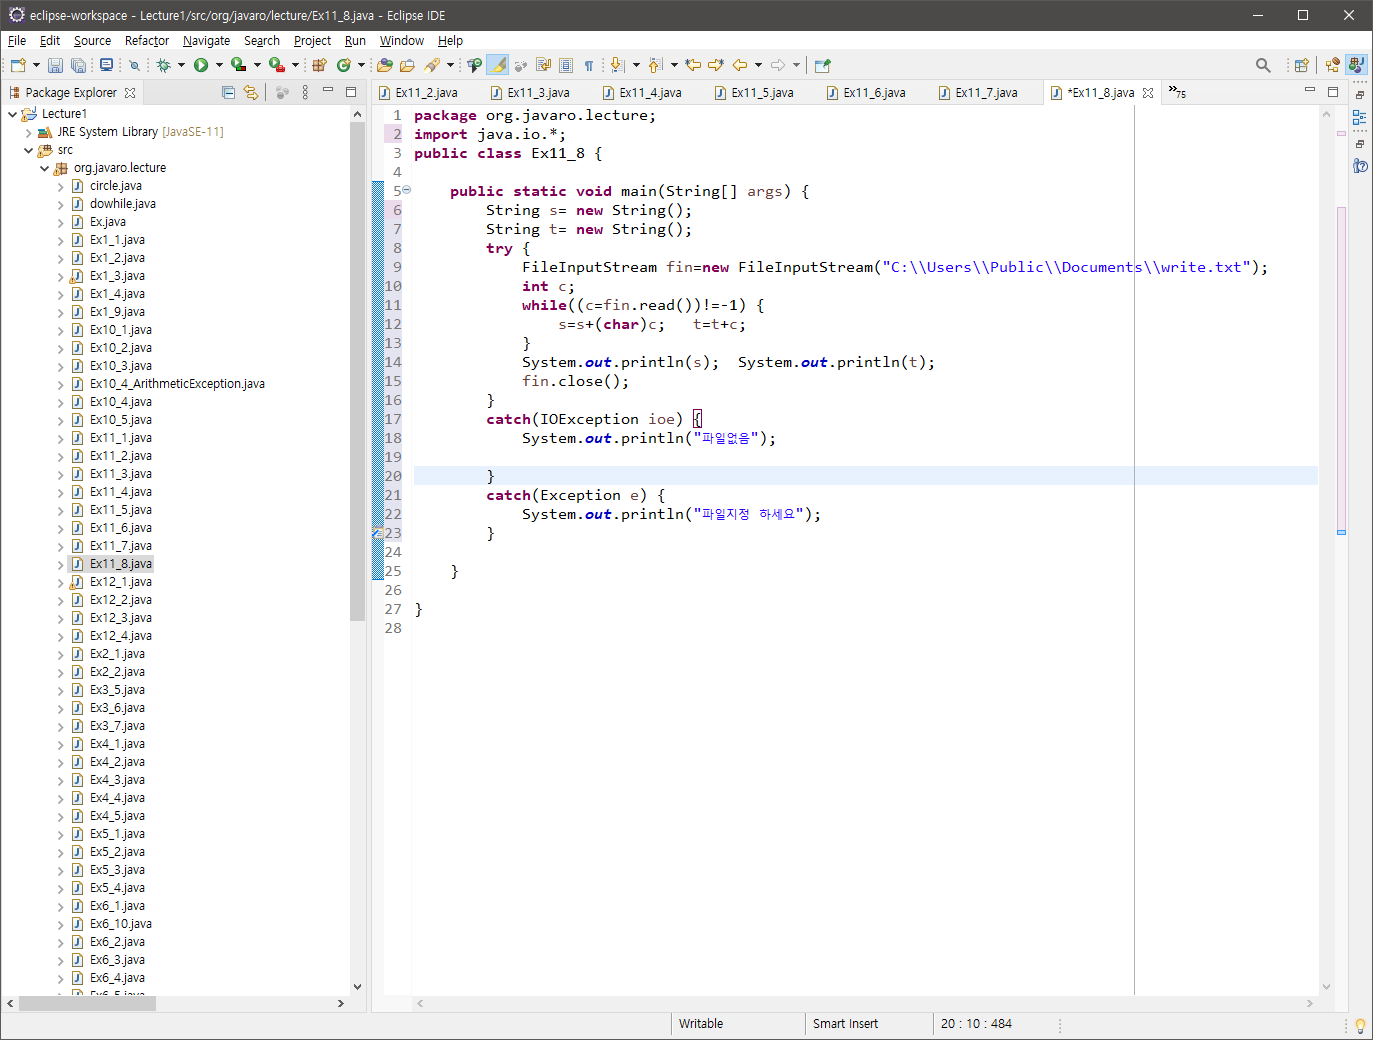 eclipse-workspace - Lecture1/src/org/javaro/lecture/Ex11_8.java - Eclipse IDE
File Edit Source Refactor Navigate Search Project Run Window Help
Package Explorer
Lecture1
JRE System Library [JavaSE-11]
src
org.javaro.lecture
circle.java
dowhile.java
Ex.java
Ex1_1.java
Ex1_2.java
Ex1_3.java
Ex1_4.java
Ex1_9.java
Ex10_1.java
Ex10_2.java
Ex10_3.java
Ex10_4_ArithmeticException.java
Ex10_4.java
Ex10_5.java
Ex11_1.java
Ex11_2.java
Ex11_3.java
Ex11_4.java
Ex11_5.java
Ex11_6.java
Ex11_7.java
Ex11_8.java
Ex12_1.java
Ex12_2.java
Ex12_3.java
Ex12_4.java
Ex2_1.java
Ex2_2.java
Ex3_5.java
Ex3_6.java
Ex3_7.java
Ex4_1.java
Ex4_2.java
Ex4_3.java
Ex4_4.java
Ex4_5.java
Ex5_1.java
Ex5_2.java
Ex5_3.java
Ex5_4.java
Ex6_1.java
Ex6_10.java
Ex6_2.java
Ex6_3.java
Ex6_4.java
Ex6_5.java
Ex11_2.java Ex11_3.java Ex11_4.java Ex11_5.java Ex11_6.java Ex11_7.java *Ex11_8.java »75
1 package org.javaro.lecture;
2 import java.io.*;
3 public class Ex11_8 {
4
5 public static void main(String[] args) {
6 String s= new String();
7 String t= new String();
8 try {
9 FileInputStream fin=new FileInputStream("C:\\Users\\Public\\Documents\\write.txt");
10 int c;
11 while((c=fin.read())!=-1) {
12 s=s+(char)c; t=t+c;
13 }
14 System.out.println(s); System.out.println(t);
15 fin.close();
16 }
17 catch(IOException ioe) {
18 System.out.println("파일없음");
19
20 }
21 catch(Exception e) {
22 System.out.println("파일지정 하세요");
23 }
24
25 }
26
27 }
28
Writable Smart Insert 20 : 10 : 484